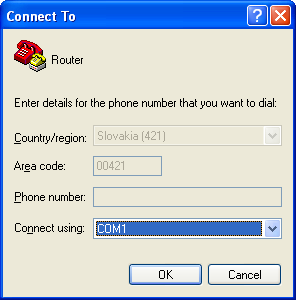 Connect To
Router
Enter details for the phone number that you want to dial:
Country/region: Slovakia (421)
Area code: 00421
Phone number:
Connect using: COM1
OK Cancel